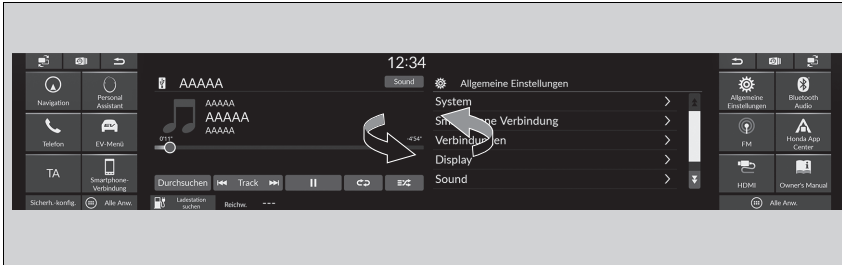 12:34
Navigation
Personal
Assistant
Telefon
EV-Menü
TA
Smartphone-
Verbindung
Sicherh.-konfig.
Alle Anw.
AAAAA
Sound
AAAAA
AAAAA
AAAAA
0'11"
-4'54"
Durchsuchen
Track
Ladestation
suchen
Reichw. ---
Allgemeine Einstellungen
System
Verbindung
Display
Sound
Allgemeine
Einstellungen
Bluetooth
Audio
FM
Honda App
Center
HDMI
Owner's Manual
Alle Anw.